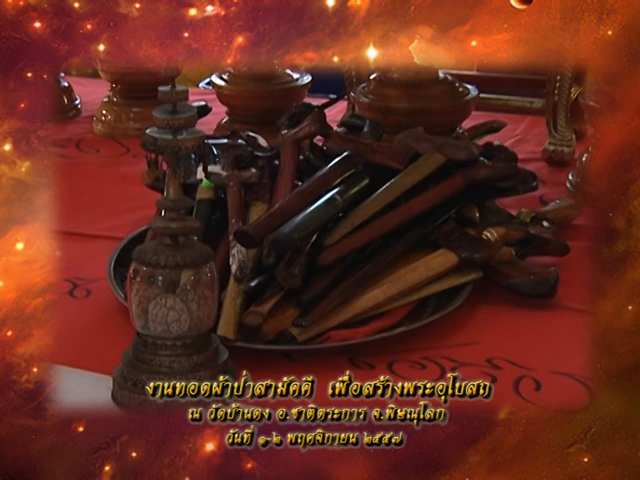 งานทอดผ้าป่าสามัคคี เพื่อสร้างพระอุโบสถ
ณ วัดบ้านดง อ.ชาติตระการ จ.พิษณุโลก
วันที่ ๑-๒ พฤศจิกายน ๒๕๕๗